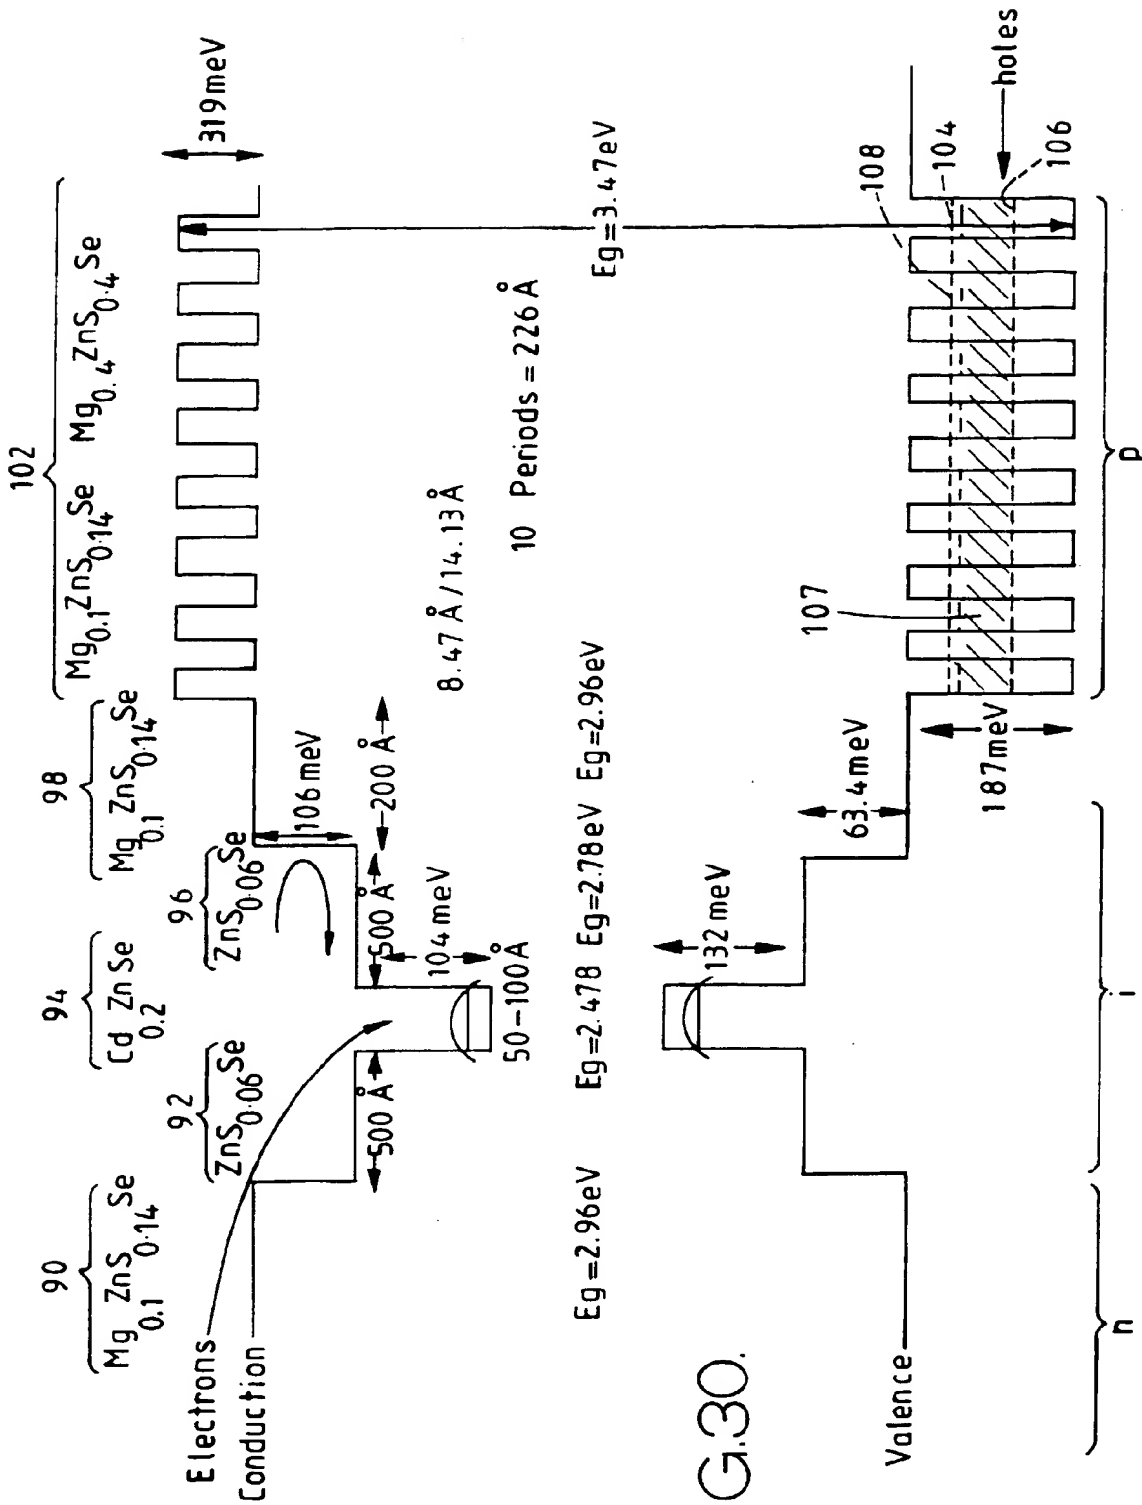 102
Mg0.1ZnS0.14Se Mg0.4ZnS0.4Se
319meV
98
Mg0.1ZnS0.14Se
96
ZnS0.06Se
94
Cd0.2ZnSe
92
ZnS0.06Se
90
Mg0.1ZnS0.14Se
Electrons
Conduction
106meV
200Å
500Å
104meV
50-100Å
500Å
8.47Å/14.13Å
10 Periods = 226Å
Eg=3.47eV
Eg=2.96eV
Eg=2.478 Eg=2.78eV Eg=2.96eV
132meV
63.4meV
187meV
107
108
104
holes
106
Valence
n
i
p
G.30.